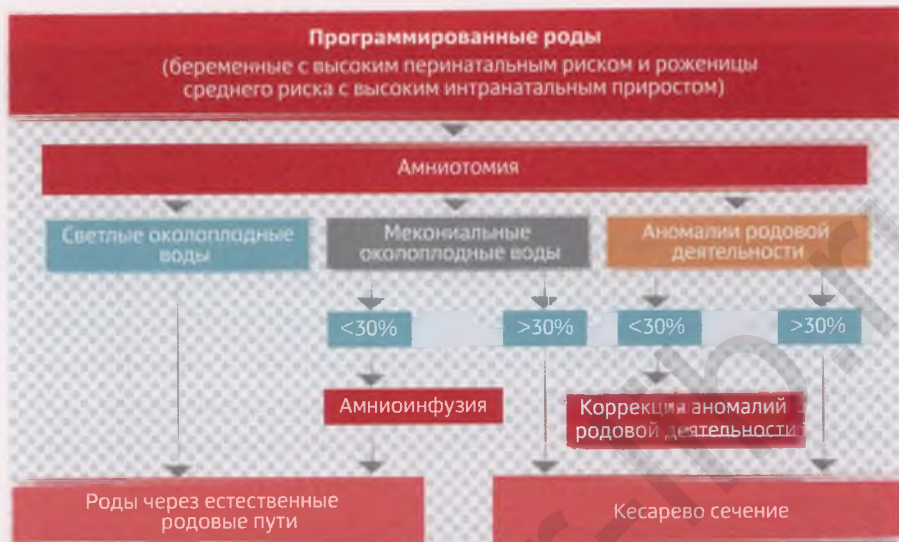 Программированные роды
(беременные с высоким перинатальным риском и роженицы
среднего риска с высоким интранатальным приростом)
Амниотомия
Светлые околоплодные
воды
Мекониальные
околоплодные воды
Аномалии родовой
деятельности
<30%
>30%
<30%
>30%
Амниоинфузия
Коррекция аномалий
родовой деятельности
Роды через естественные
родовые пути
Кесарево сечение